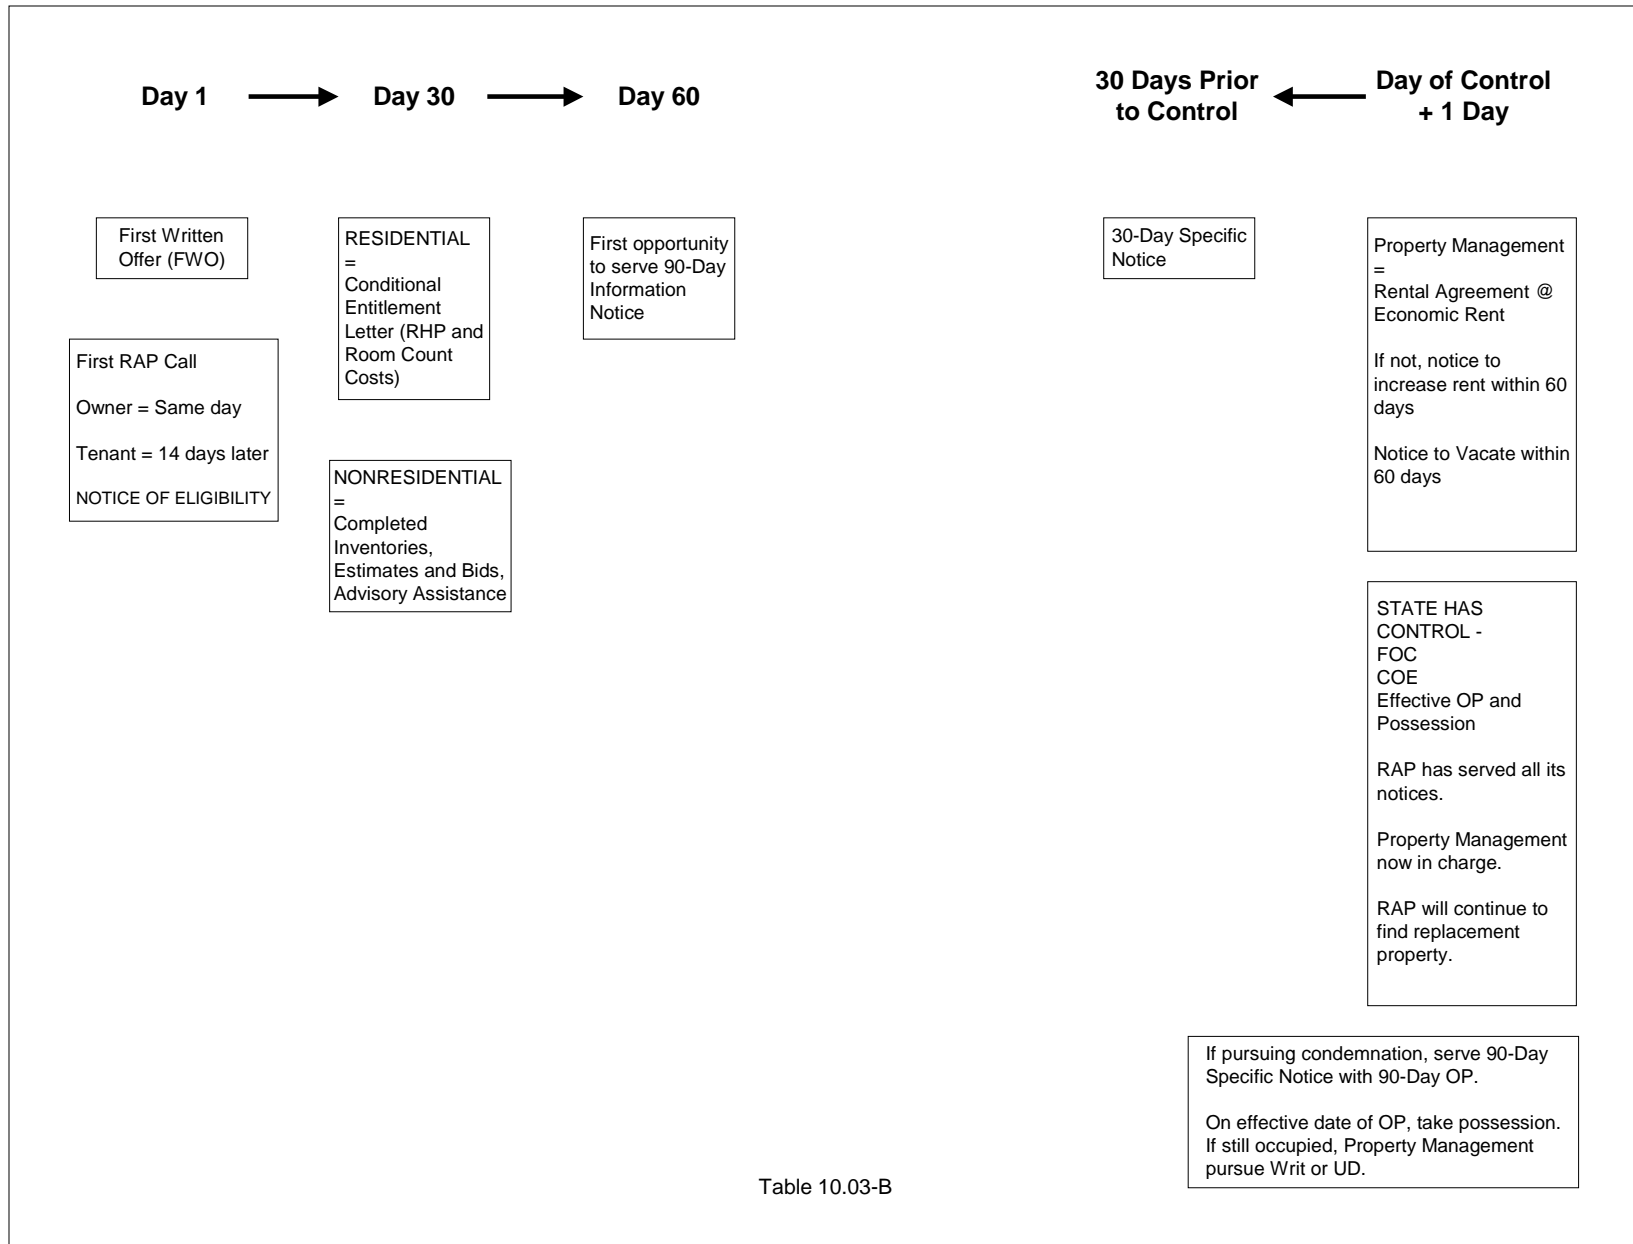 Day 1
Day 30
Day 60
30 Days Prior
to Control
Day of Control
+ 1 Day
First Written
Offer (FWO)
First RAP Call
Owner = Same day
Tenant = 14 days later
NOTICE OF ELIGIBILITY
RESIDENTIAL
=
Conditional
Entitlement
Letter (RHP and
Room Count
Costs)
NONRESIDENTIAL
=
Completed
Inventories,
Estimates and Bids,
Advisory Assistance
First opportunity
to serve 90-Day
Information
Notice
30-Day Specific
Notice
Property Management
=
Rental Agreement @
Economic Rent
If not, notice to
increase rent within 60
days
Notice to Vacate within
60 days
STATE HAS
CONTROL -
FOC
COE
Effective OP and
Possession
RAP has served all its
notices.
Property Management
now in charge.
RAP will continue to
find replacement
property.
If pursuing condemnation, serve 90-Day
Specific Notice with 90-Day OP.
On effective date of OP, take possession.
If still occupied, Property Management
pursue Writ or UD.
Table 10.03-B